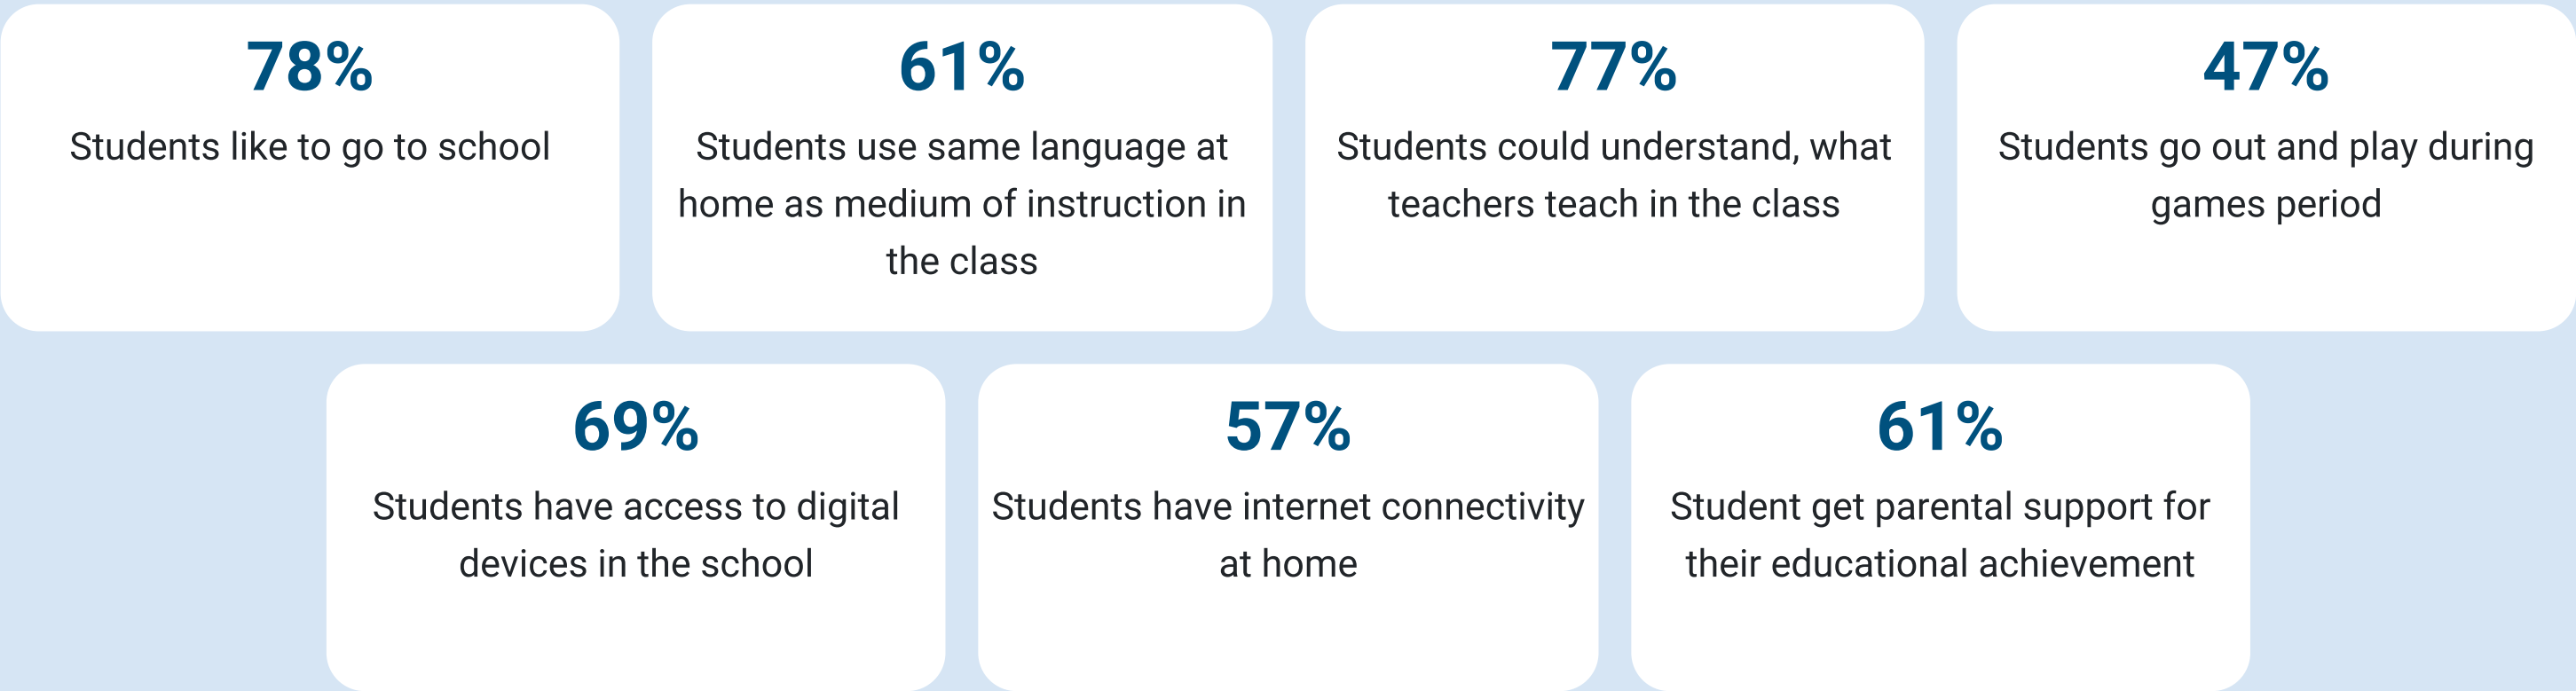 78%
Students like to go to school
61%
Students use same language at
home as medium of instruction in
the class
77%
Students could understand, what
teachers teach in the class
47%
Students go out and play during
games period
69%
Students have access to digital
devices in the school
57%
Students have internet connectivity
at home
61%
Student get parental support for
their educational achievement